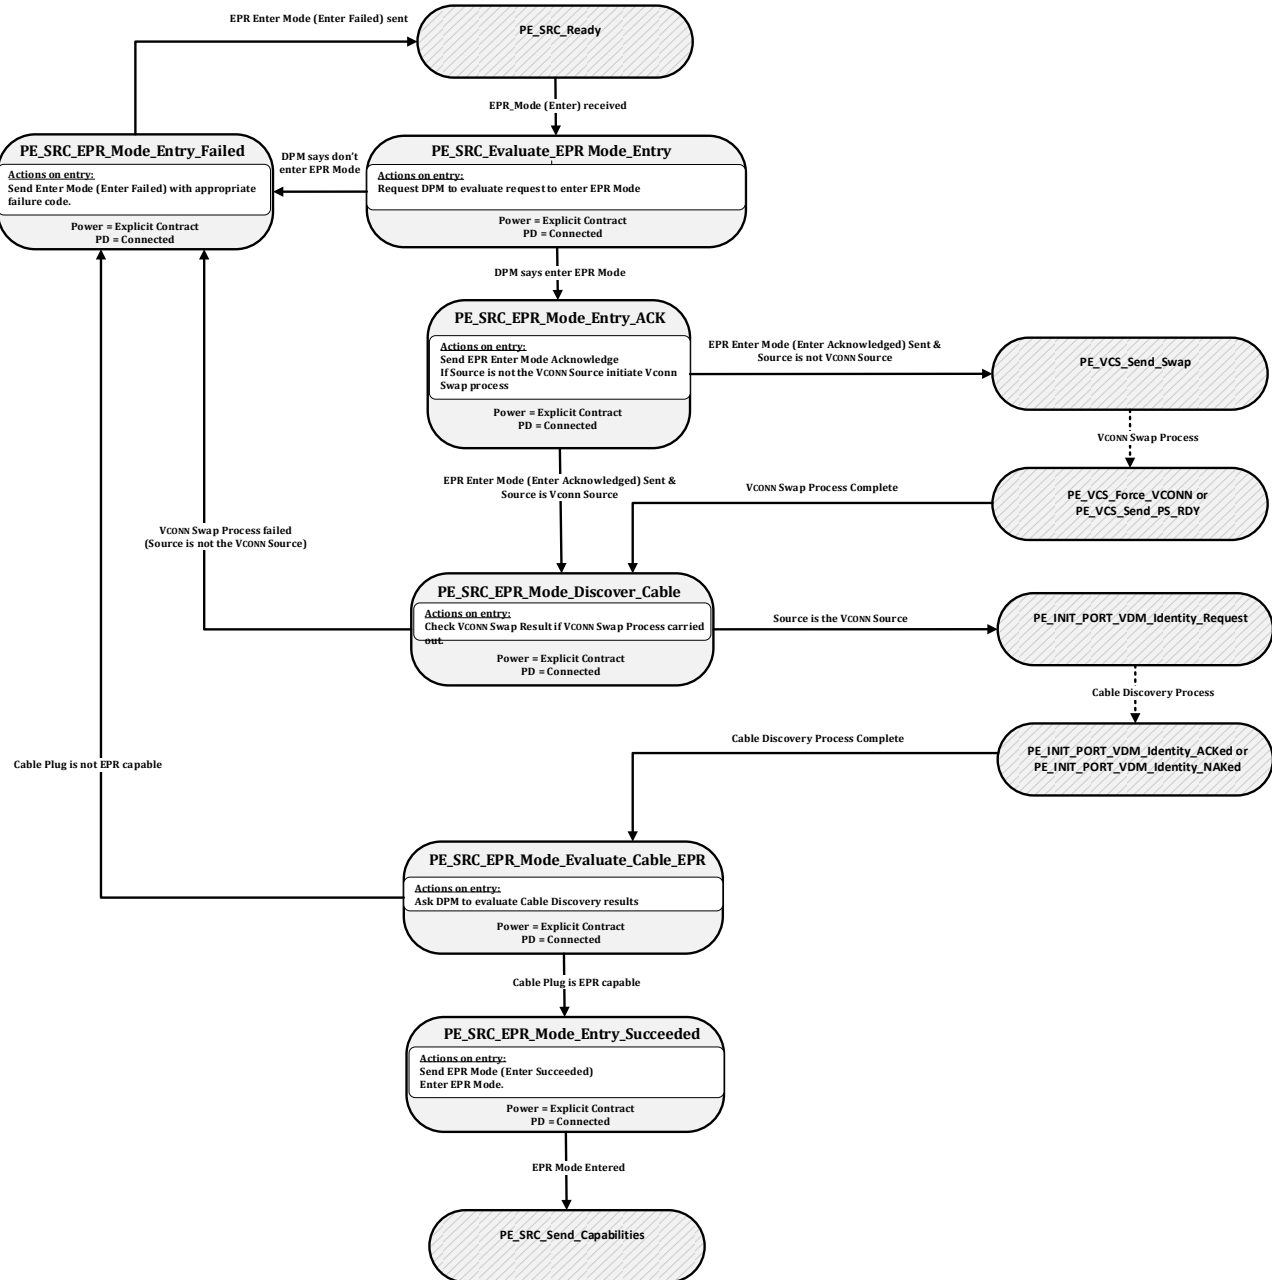 EPR Enter Mode (Enter Failed) sent
PE_SRC_Ready
EPR_Mode (Enter) received
PE_SRC_EPR_Mode_Entry_Failed
Actions on entry:
Send Enter Mode (Enter Failed) with appropriate
failure code.
Power = Explicit Contract
PD = Connected
DPM says don't
enter EPR Mode
PE_SRC_Evaluate_EPR Mode_Entry
Actions on entry:
Request DPM to evaluate request to enter EPR Mode
Power = Explicit Contract
PD = Connected
DPM says enter EPR Mode
PE_SRC_EPR_Mode_Entry_ACK
Actions on entry:
Send EPR Enter Mode Acknowledge
If Source is not the VCONN Source initiate Vconn
Swap process
Power = Explicit Contract
PD = Connected
EPR Enter Mode (Enter Acknowledged) Sent &
Source is not VCONN Source
PE_VCS_Send_Swap
VCONN Swap Process
EPR Enter Mode (Enter Acknowledged) Sent &
Source is Vconn Source
VCONN Swap Process Complete
PE_VCS_Force_VCONN or
PE_VCS_Send_PS_RDY
VCONN Swap Process failed
(Source is not the VCONN Source)
PE_SRC_EPR_Mode_Discover_Cable
Actions on entry:
Check VCONN Swap Result if VCONN Swap Process carried
out.
Power = Explicit Contract
PD = Connected
Source is the VCONN Source
PE_INIT_PORT_VDM_Identity_Request
Cable Discovery Process
Cable Discovery Process Complete
PE_INIT_PORT_VDM_Identity_ACKed or
PE_INIT_PORT_VDM_Identity_NAKed
Cable Plug is not EPR capable
PE_SRC_EPR_Mode_Evaluate_Cable_EPR
Actions on entry:
Ask DPM to evaluate Cable Discovery results
Power = Explicit Contract
PD = Connected
Cable Plug is EPR capable
PE_SRC_EPR_Mode_Entry_Succeeded
Actions on entry:
Send EPR Mode (Enter Succeeded)
Enter EPR Mode.
Power = Explicit Contract
PD = Connected
EPR Mode Entered
PE_SRC_Send_Capabilities